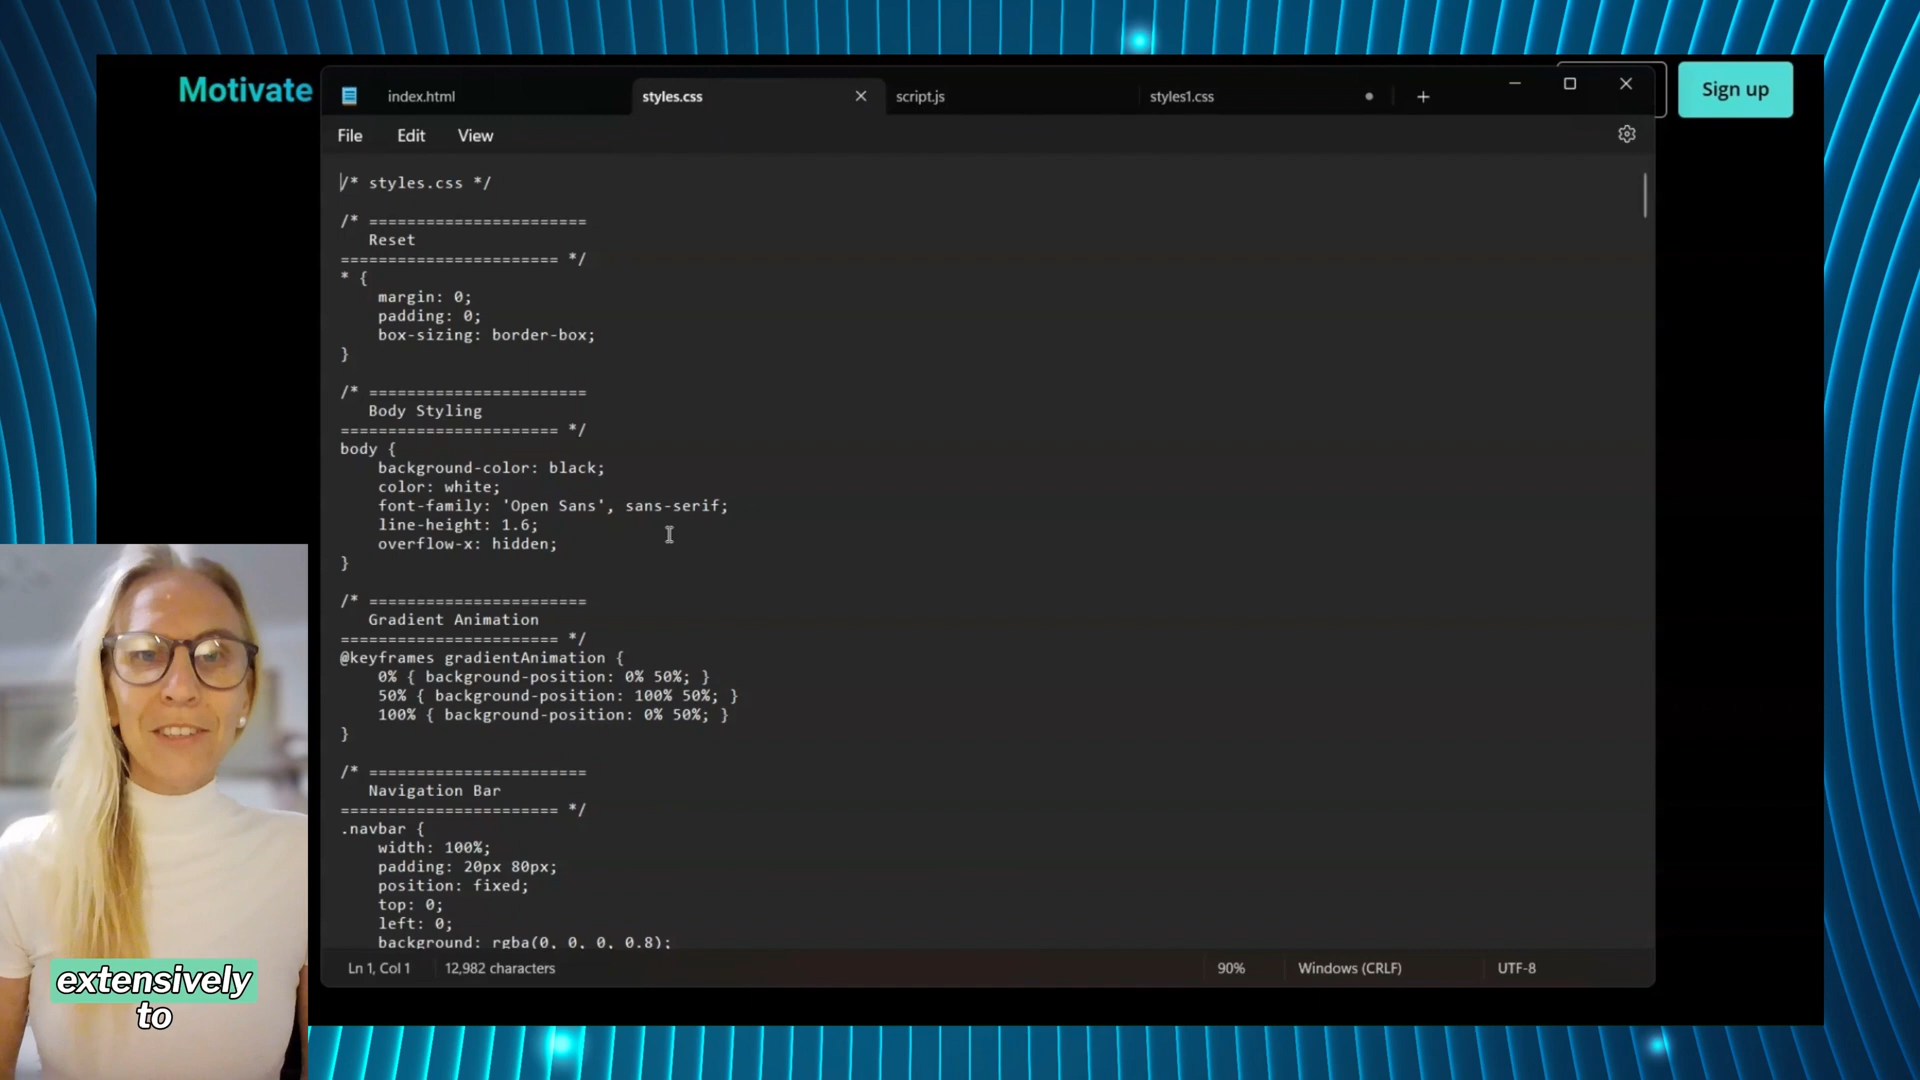 Motivate
index.html
styles.css
script.js
styles1.css
Sign up
File
Edit
View
/* styles.css */
/* =======================
Reset
======================= */
* {
margin: 0;
padding: 0;
box-sizing: border-box;
}
/* =======================
Body Styling
======================= */
body {
background-color: black;
color: white;
font-family: 'Open Sans', sans-serif;
line-height: 1.6;
overflow-x: hidden;
}
/* =======================
Gradient Animation
======================= */
@keyframes gradientAnimation {
0% { background-position: 0% 50%; }
50% { background-position: 100% 50%; }
100% { background-position: 0% 50%; }
}
/* =======================
Navigation Bar
======================= */
.navbar {
width: 100%;
padding: 20px 80px;
position: fixed;
top: 0;
left: 0;
background: rgba(0, 0, 0, 0.8);
Ln 1, Col 1
12,982 characters
90%
Windows (CRLF)
UTF-8
extensively
to